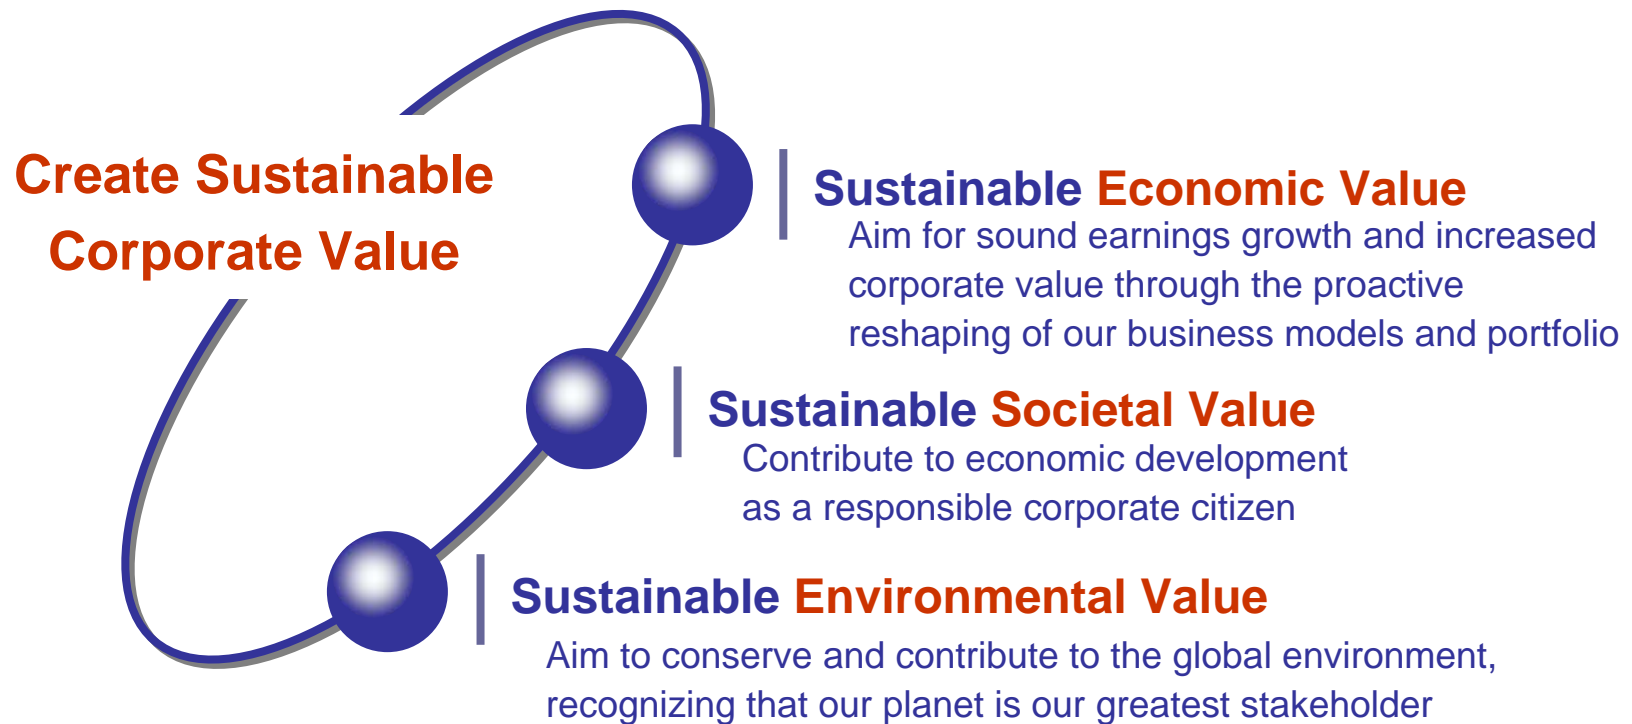 Create Sustainable
Corporate Value
Sustainable Economic Value
Aim for sound earnings growth and increased
corporate value through the proactive
reshaping of our business models and portfolio
Sustainable Societal Value
Contribute to economic development
as a responsible corporate citizen
Sustainable Environmental Value
Aim to conserve and contribute to the global environment,
recognizing that our planet is our greatest stakeholder